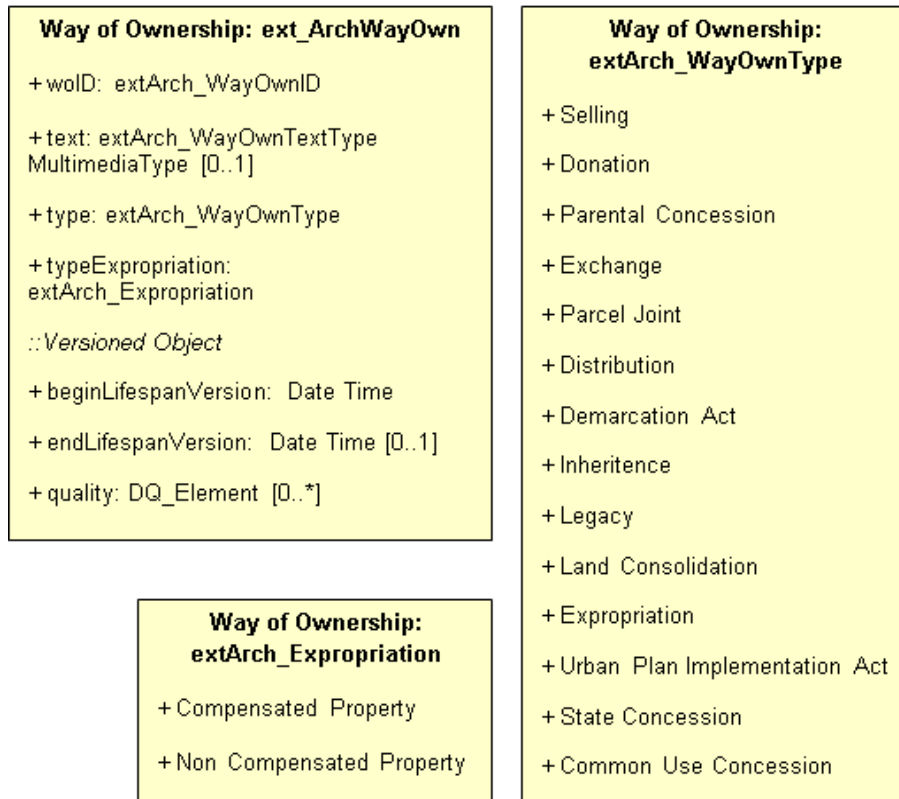 Way of Ownership: ext_ArchWayOwn
+ woID: extArch_WayOwnID
+ text: extArch_WayOwnTextType
MultimediaType [0..1]
+ type: extArch_WayOwnType
+ typeExpropriation:
extArch_Expropriation
::Versioned Object
+ beginLifespanVersion: Date Time
+ endLifespanVersion: Date Time [0..1]
+ quality: DQ_Element [0..*]
Way of Ownership:
extArch_Expropriation
+ Compensated Property
+ Non Compensated Property
Way of Ownership:
extArch_WayOwnType
+ Selling
+ Donation
+ Parental Concession
+ Exchange
+ Parcel Joint
+ Distribution
+ Demarcation Act
+ Inheritence
+ Legacy
+ Land Consolidation
+ Expropriation
+ Urban Plan Implementation Act
+ State Concession
+ Common Use Concession